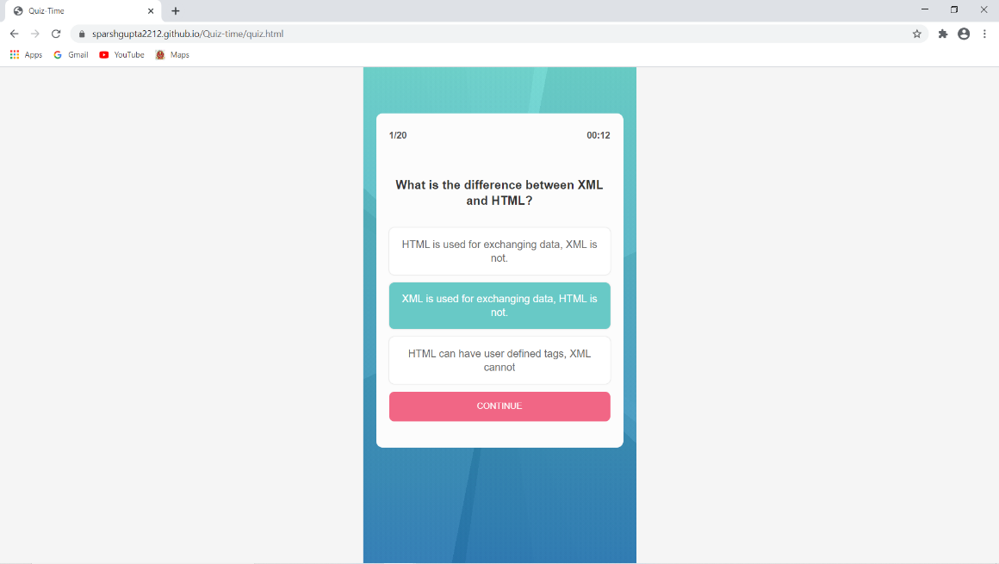 Quiz-Time
sparshgupta2212.github.io/Quiz-time/quiz.html
Apps Gmail YouTube Maps
1/20 00:12
What is the difference between XML
and HTML?
HTML is used for exchanging data, XML is
not.
XML is used for exchanging data, HTML is
not.
HTML can have user defined tags, XML
cannot
CONTINUE